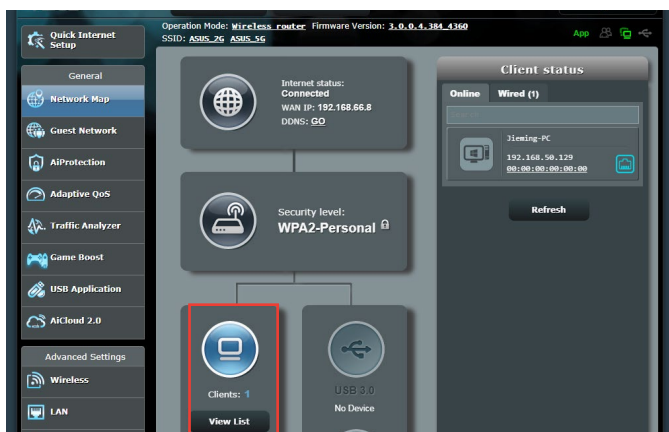 Quick Internet
Setup
Operation Mode: Wireless router Firmware Version: 3.0.0.4.384_4360
SSID: ASUS_2G ASUS_5G
App
General
Network Map
Guest Network
AiProtection
Adaptive QoS
Traffic Analyzer
Game Boost
USB Application
AiCloud 2.0
Advanced Settings
Wireless
LAN
Internet status:
Connected
WAN IP: 192.168.66.8
DDNS: GO
Security level:
WPA2-Personal
Clients: 1
View List
USB 3.0
No Device
Client status
Online Wired (1)
Jieming-PC
192.168.50.129
00:00:00:00:00:00
Refresh